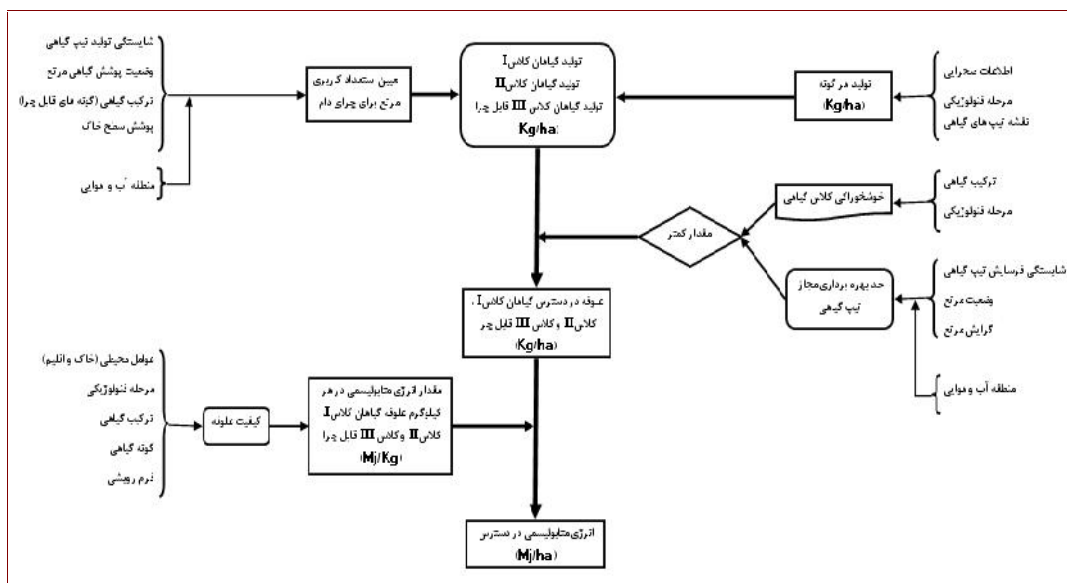 شایستگی تولید تیپ گیاهی
وضعیت پوشش گیاهی مرتع
ترکیب گیاهی (گونه های قابل چرا)
پوشش سطح خاک
منطقه آب و هوایی
تعیین استعداد کاربری
مرتع برای چرای دام
تولید گیاهان کلاس I
تولید گیاهان کلاس II
تولید گیاهان کلاس III قابل چرا
Kg/ha)
تولید هر گونه
(Kg/ha)
اطلاعات صحرایی
مرحله فنولوژیکی
نقشه تیپ های گیاهی
ترکیب گیاهی
مرحله فنولوژیکی
خوشخوراکی کلاس گیاهی
مقدار کمتر
حد بهره برداری مجاز
تیپ گیاهی
شایستگی فرسایش تیپ گیاهی
وضعیت مرتع
گرایش مرتع
منطقه آب و هوایی
علوفه در دسترس گیاهان کلاس I ،
کلاس II و کلاس III قابل چرا
(Kg/ha)
عوامل محیطی (خاک و اقلیم)
مرحله فنولوژیکی
ترکیب گیاهی
گونه گیاهی
فرم رویشی
کیفیت علوفه
مقدار انرژی متابولیسمی در هر
کیلوگرم علوفه گیاهان کلاس I،
کلاس II و کلاس III قابل چرا
(Mj/Kg)
انرژی متابولیسمی در دسترس
(Mj/ha)